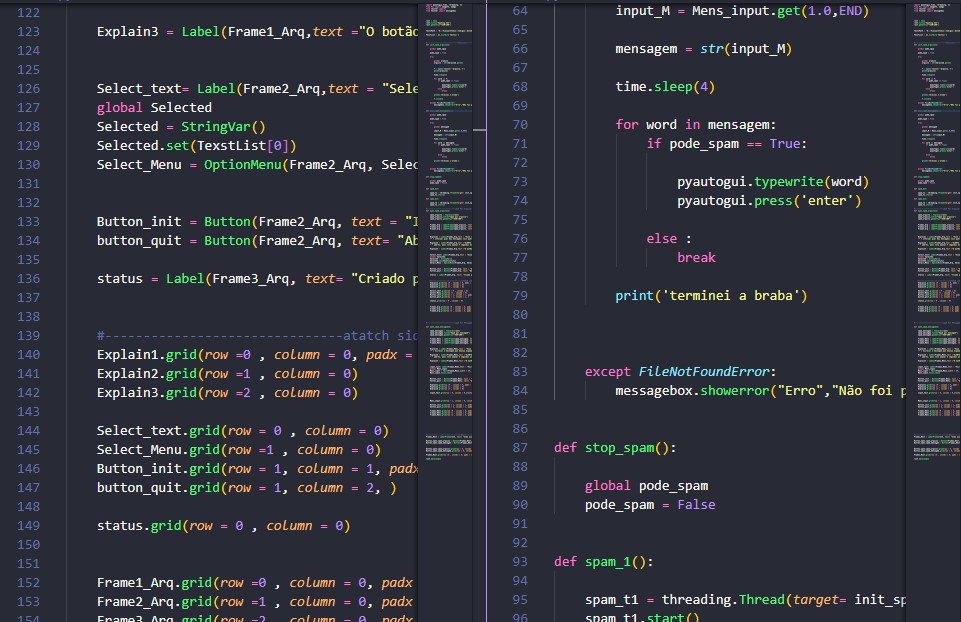 122
123 Explain3 = Label(Frame1_Arq,text ="O botão
124
125
126 Select_text= Label(Frame2_Arq,text = "Sele
127 global Selected
128 Selected = StringVar()
129 Selected.set(TexstList[0])
130 Select_Menu = OptionMenu(Frame2_Arq, Selec
131
132
133 Button_init = Button(Frame2_Arq, text = "I
134 button_quit = Button(Frame2_Arq, text= "Ab
135
136 status = Label(Frame3_Arq, text= "Criado p
137
138
139 #-------------------------------atatch sid
140 Explain1.grid(row =0 , column = 0, padx =
141 Explain2.grid(row =1 , column = 0)
142 Explain3.grid(row =2 , column = 0)
143
144 Select_text.grid(row = 0 , column = 0)
145 Select_Menu.grid(row =1 , column = 0)
146 Button_init.grid(row = 1, column = 1, padx
147 button_quit.grid(row = 1, column = 2, )
148
149 status.grid(row = 0 , column = 0)
150
151
152 Frame1_Arq.grid(row =0 , column = 0, padx
153 Frame2_Arq.grid(row =1 , column = 0, padx
154 Frame3_Arq.grid(row =2 , column = 0, padx
64 input_M = Mens_input.get(1.0,END)
65
66 mensagem = str(input_M)
67
68 time.sleep(4)
69
70 for word in mensagem:
71 if pode_spam == True:
72
73 pyautogui.typewrite(word)
74 pyautogui.press('enter')
75
76 else :
77 break
78
79 print('terminei a braba')
80
81
82
83 except FileNotFoundError:
84 messagebox.showerror("Erro","Não foi p
85
86
87 def stop_spam():
88
89 global pode_spam
90 pode_spam = False
91
92
93 def spam_1():
94
95 spam_t1 = threading.Thread(target= init_sp
96 spam_t1.start()